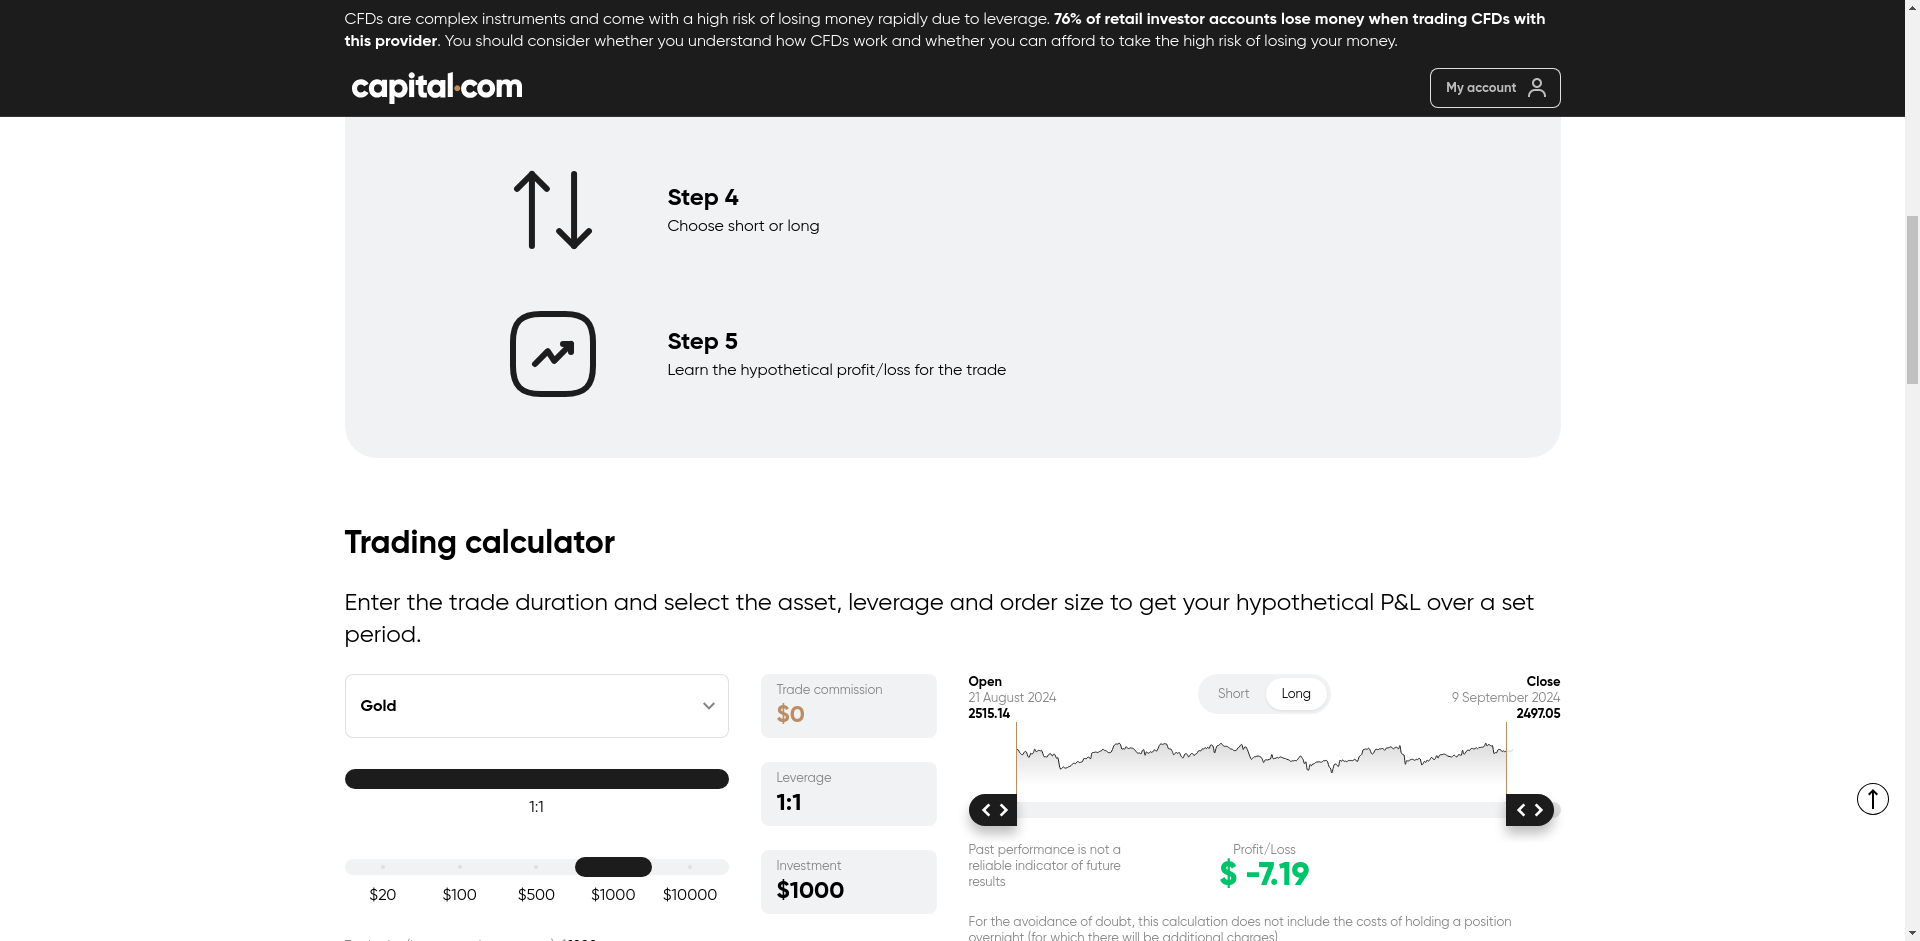 CFDs are complex instruments and come with a high risk of losing money rapidly due to leverage. 76% of retail investor accounts lose money when trading CFDs with
this provider. You should consider whether you understand how CFDs work and whether you can afford to take the high risk of losing your money.
capital.com
My account
Step 4
Choose short or long
Step 5
Learn the hypothetical profit/loss for the trade
Trading calculator
Enter the trade duration and select the asset, leverage and order size to get your hypothetical P&L over a set
period.
Gold
1:1
$20 $100 $500 $1000 $10000
Trade commission
$0
Leverage
1:1
Investment
$1000
Open
21 August 2024
2515.14
Short Long
Close
9 September 2024
2497.05
Past performance is not a
reliable indicator of future
results
Profit/Loss
$ -7.19
For the avoidance of doubt, this calculation does not include the costs of holding a position
overnight (for which there will be additional charges)